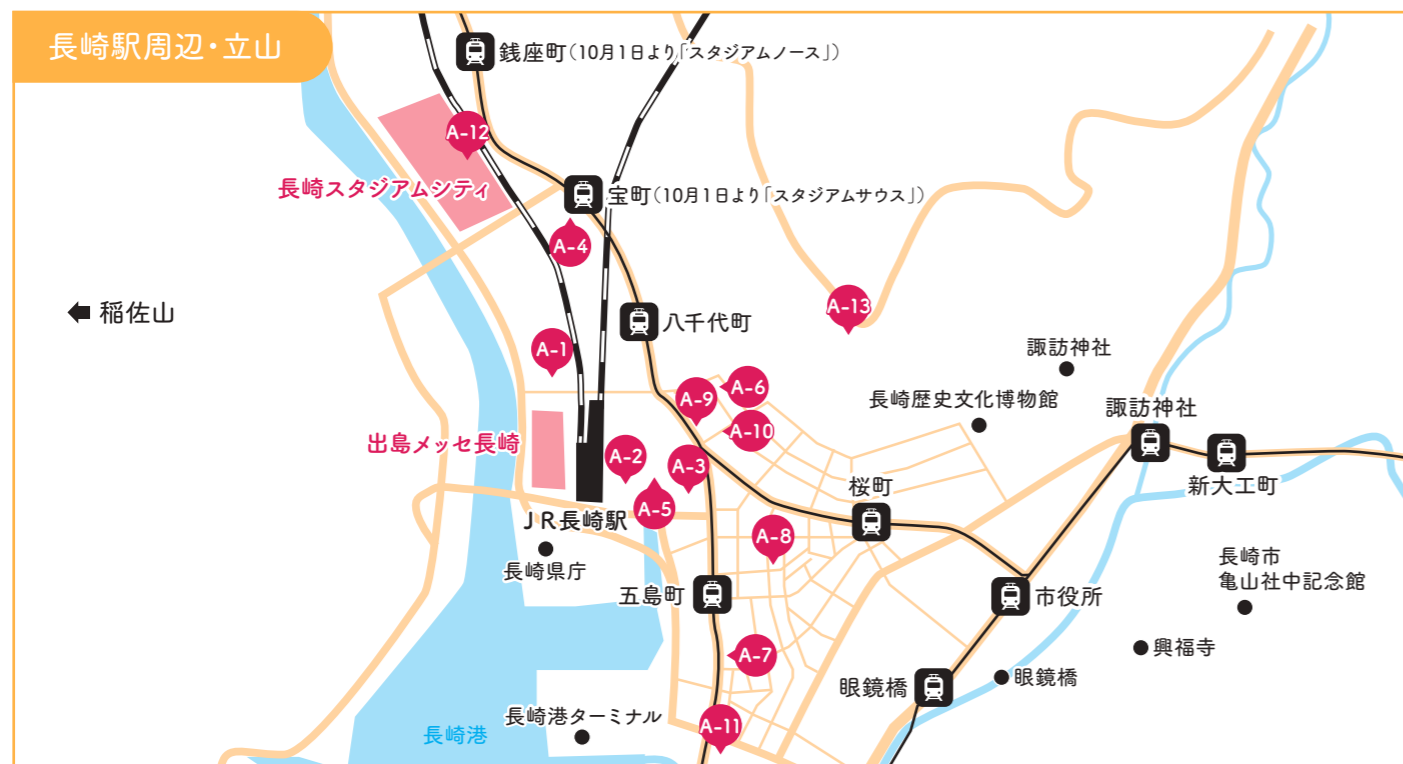 長崎駅周辺・立山
銭座町(10月1日より「スタジアムノース」)
A-12
長崎スタジアムシティ
宝町(10月1日より「スタジアムサウス」)
A-4
稲佐山
A-13
八千代町
A-1
諏訪神社
A-6
A-9
長崎歴史文化博物館
諏訪神社
A-10
出島メッセ長崎
A-2
A-3
新大工町
桜町
A-5
JR長崎駅
A-8
長崎県庁
長崎市
亀山社中記念館
五島町
市役所
A-7
興福寺
眼鏡橋
眼鏡橋
長崎港ターミナル
A-11
長崎港